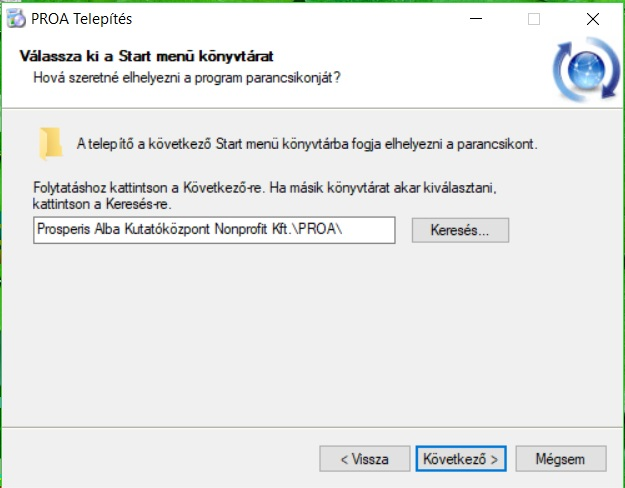 PROA Telepítés
Válassza ki a Start menü könyvtárat
Hová szeretné elhelyezni a program parancsikonját?
A telepítő a következő Start menü könyvtárba fogja elhelyezni a parancsikont.
Folytatáshoz kattintson a Következő-re. Ha másik könyvtárat akar kiválasztani,
kattintson a Keresés-re.
Prosperis Alba Kutatóközpont Nonprofit Kft.\PROA\
Keresés...
< Vissza
Következő >
Mégsem